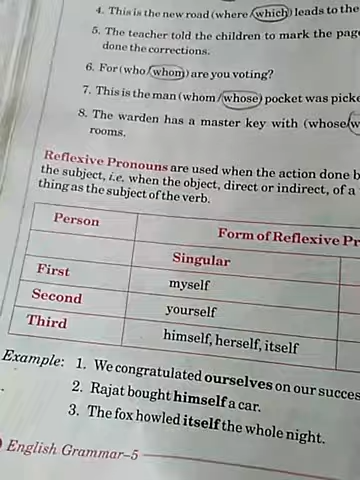 4. This is the new road (where/which) leads to the
5. The teacher told the children to mark the
done the corrections.
6. For (who/whom) are you voting?
7. This is the man (whom/whose) pocket was
8. The warden has a master key with (whose/
rooms.
Reflexive Pronouns are used when the action done
the subject, i.e. when the object, direct or indirect, of a
thing as the subject of the verb.
Person Form of Reflexive
Singular
First myself
Second yourself
Third himself, herself, itself
Example: 1. We congratulated ourselves on our
2. Rajat bought himself a car.
3. The fox howled itself the whole night.
English Grammar–5